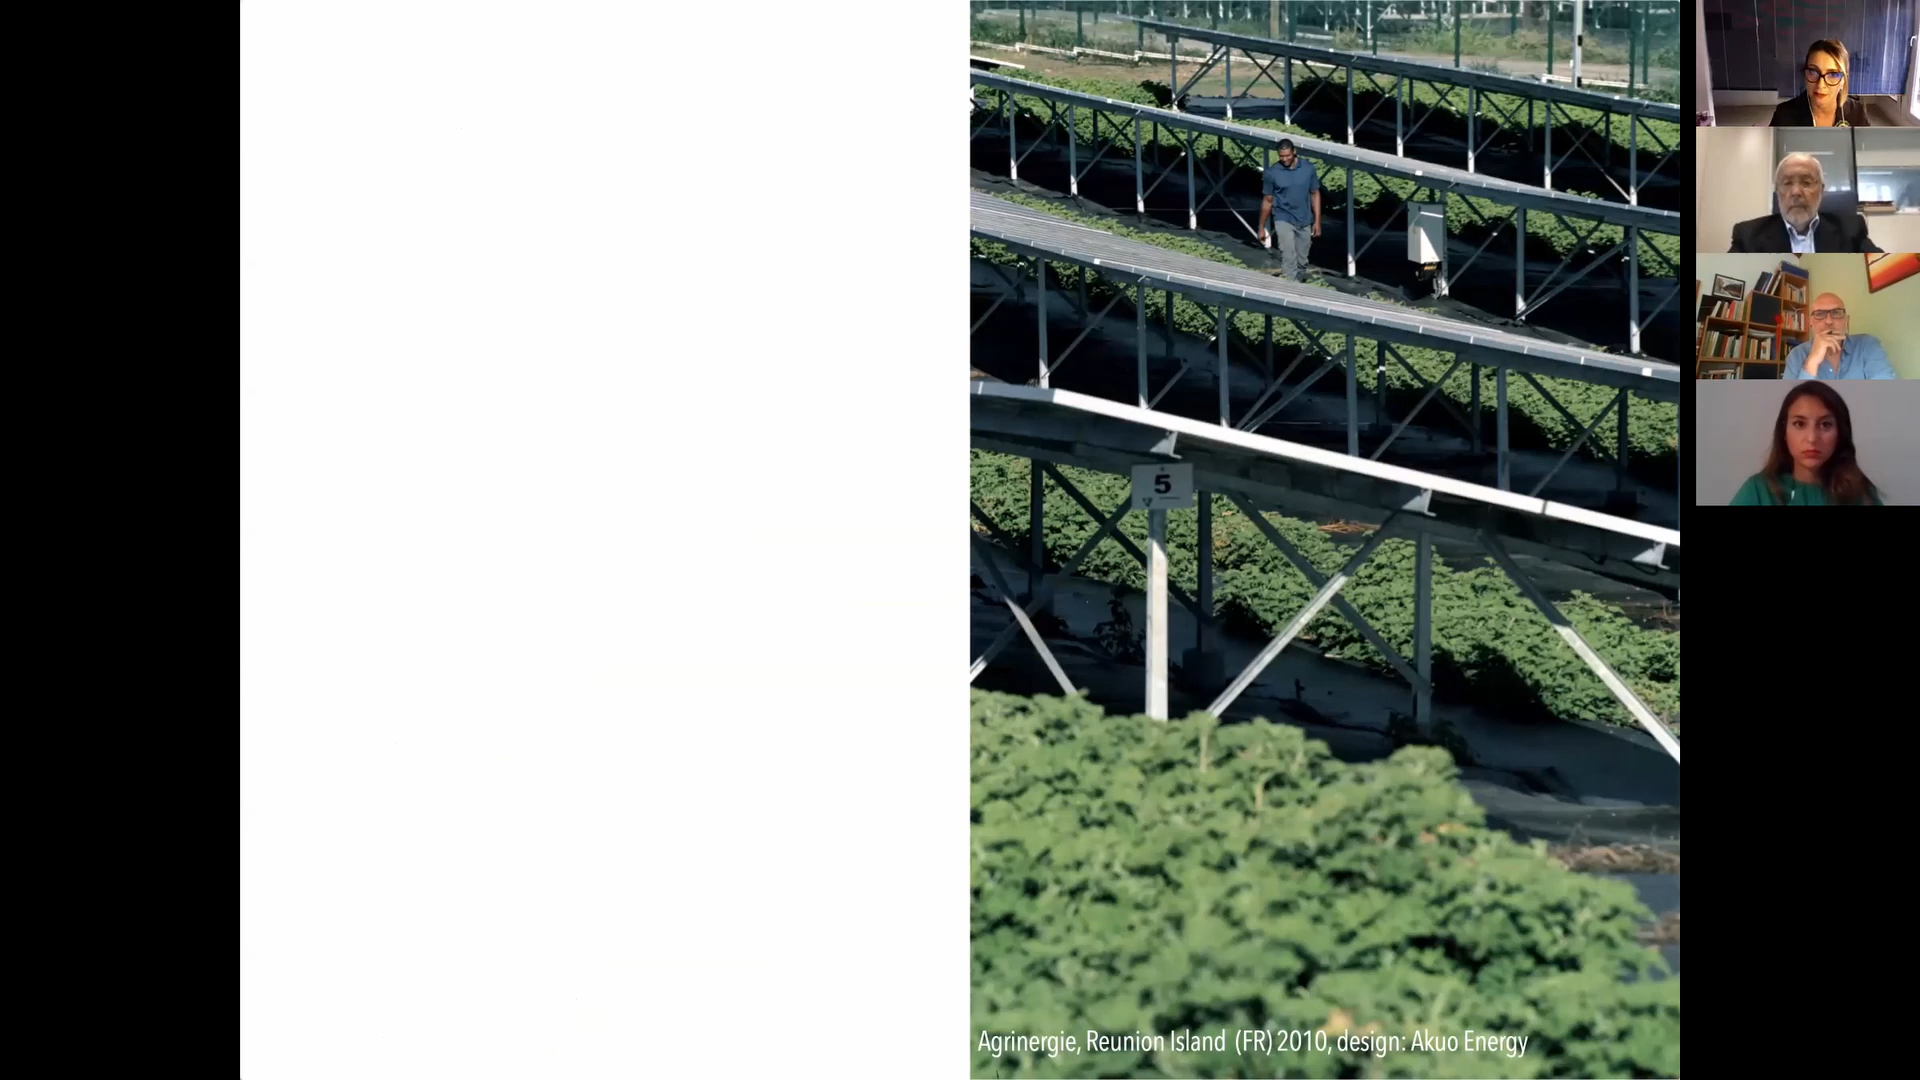 5
Agrinergie, Reunion Island (FR) 2010, design: Akuo Energy